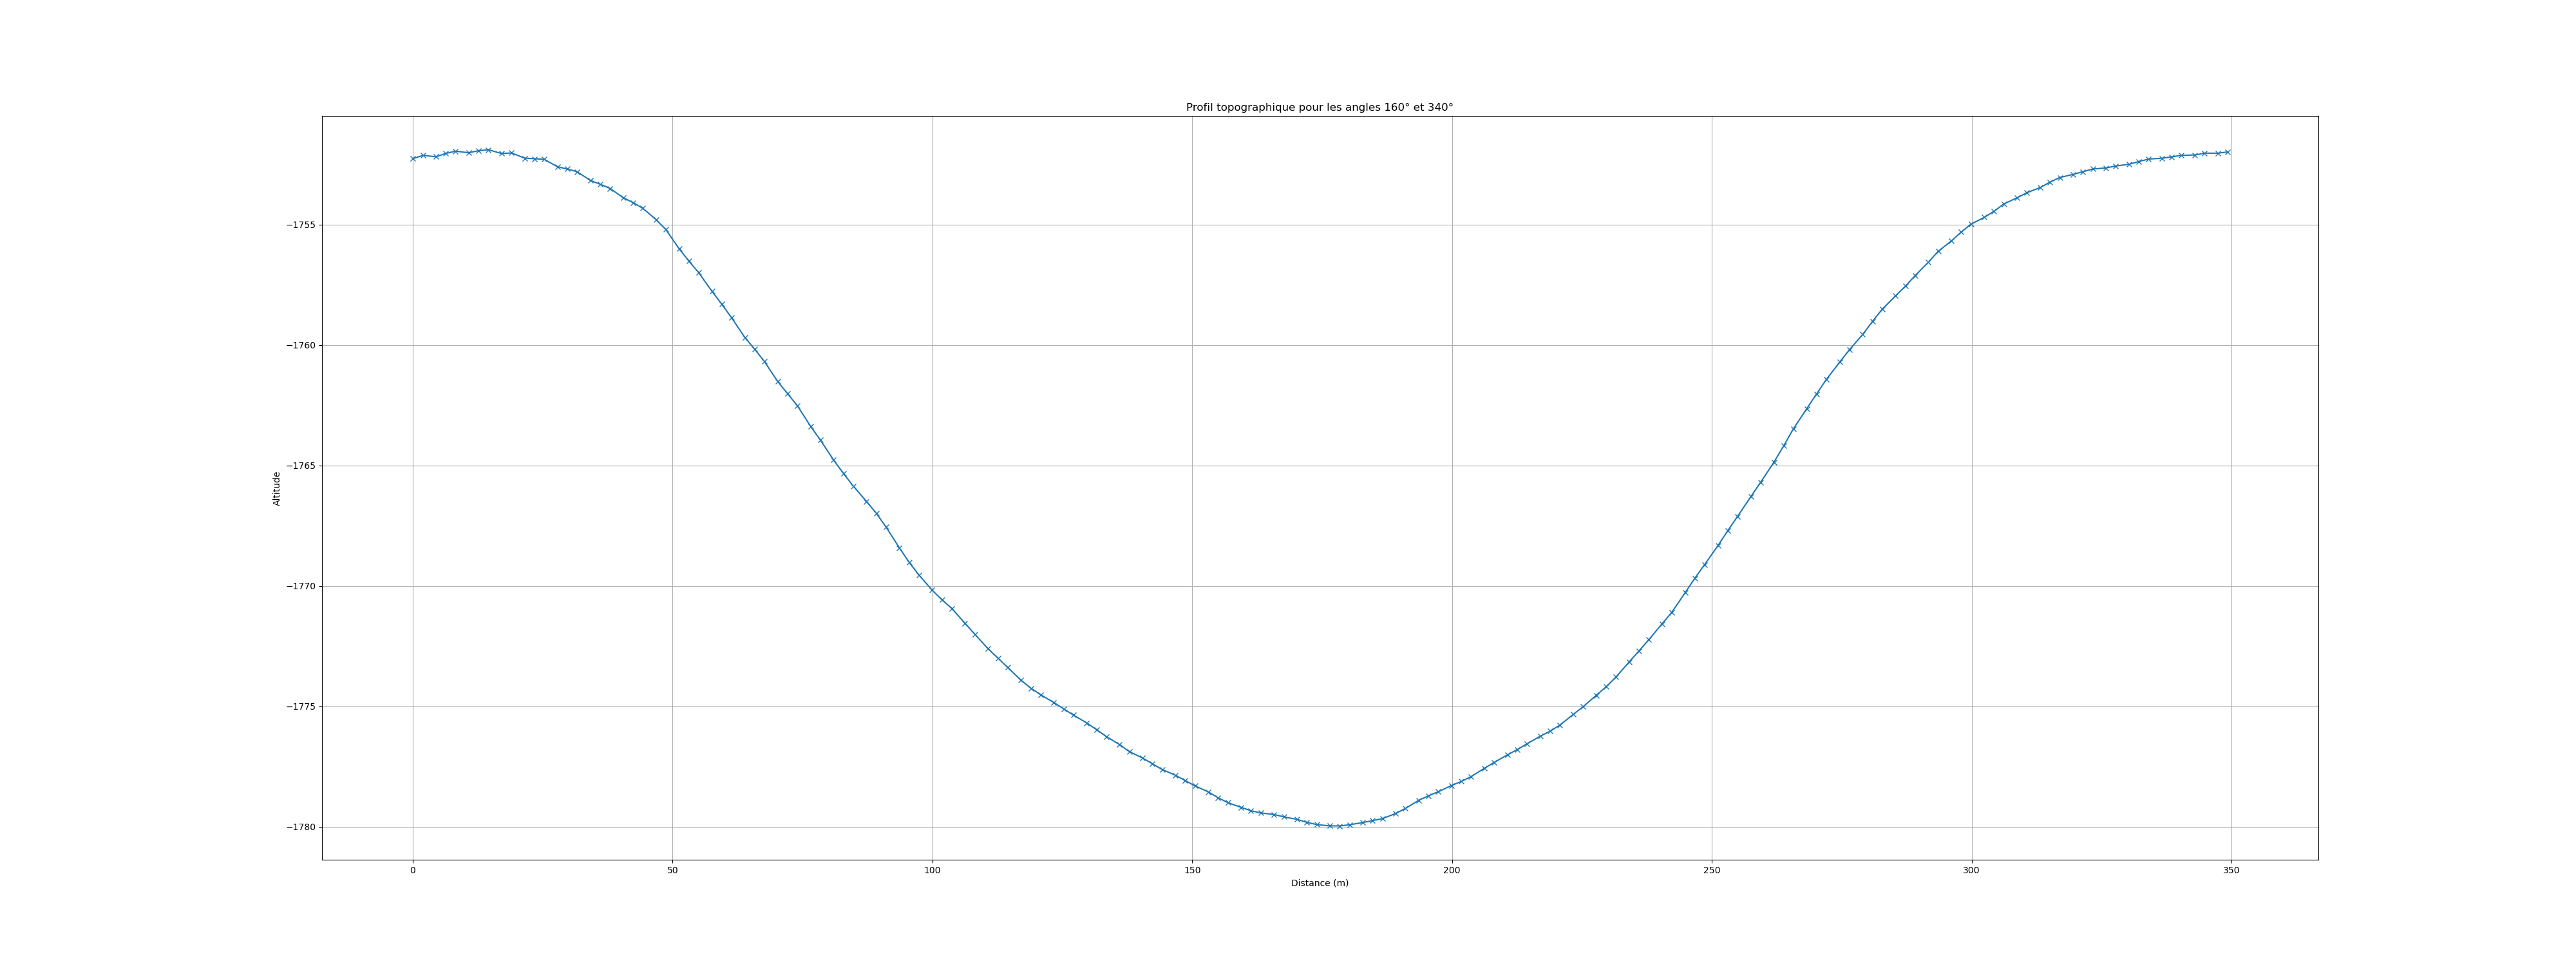 Profil topographique pour les angles 160° et 340°
Altitude
−1755
−1760
−1765
−1770
−1775
−1780
0 50 100 150 200 250 300 350
Distance (m)